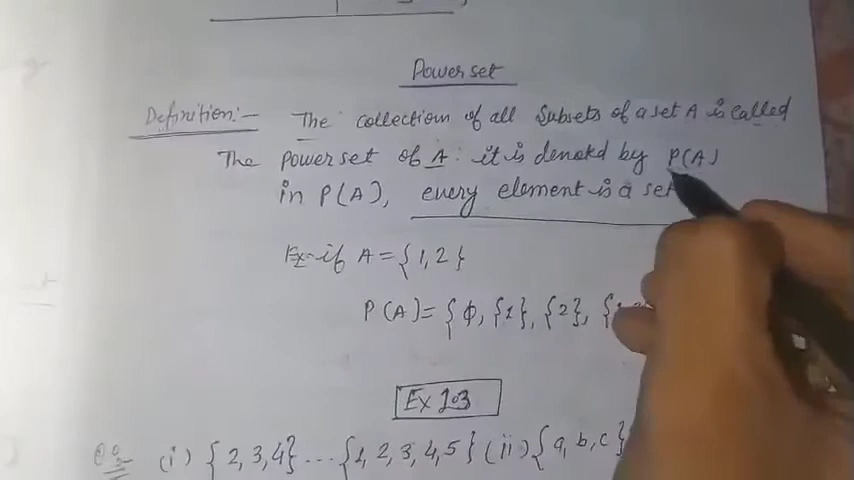 Power set
Definition:- The collection of all Subsets of a set A is called
The power set of A : it is denoted by P(A)
in P(A), every element is a set
Ex- if A = {1, 2}
P(A) = {φ, {1}, {2}, {1
Ex 1.3
(i) {2, 3, 4} ... {1, 2, 3, 4, 5} (ii) {a, b, c}